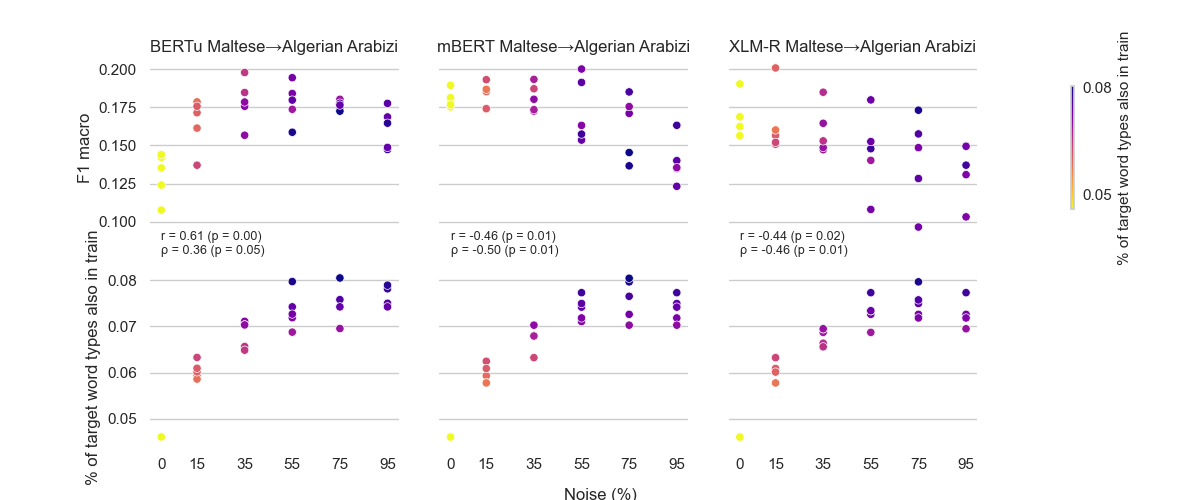 BERTu Maltese→Algerian Arabizi
mBERT Maltese→Algerian Arabizi
XLM-R Maltese→Algerian Arabizi
F1 macro
0.200
0.175
0.150
0.125
0.100
r = 0.61 (p = 0.00)
ρ = 0.36 (p = 0.05)
r = -0.46 (p = 0.01)
ρ = -0.50 (p = 0.01)
r = -0.44 (p = 0.02)
ρ = -0.46 (p = 0.01)
% of target word types also in train
0.08
0.07
0.06
0.05
0 15 35 55 75 95
0 15 35 55 75 95
0 15 35 55 75 95
Noise (%)
0.08
0.05
% of target word types also in train